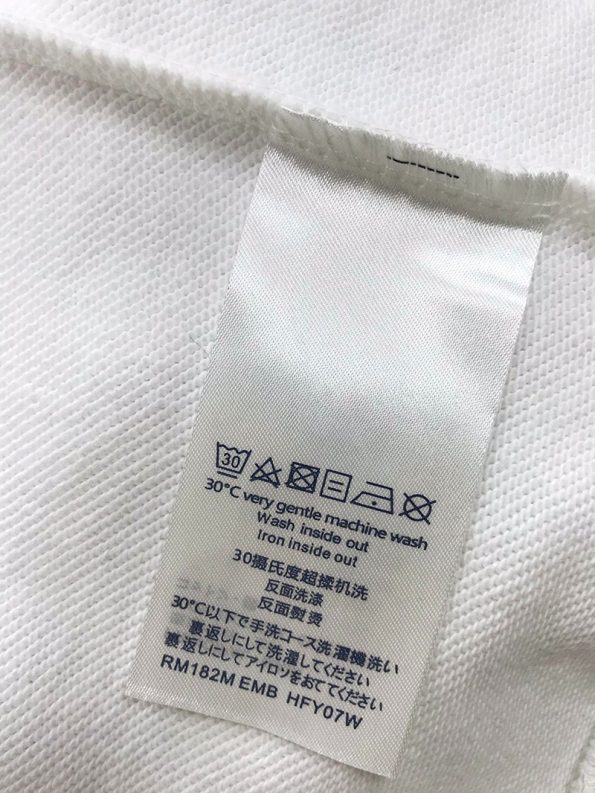 30
30°C very gentle machine wash
Wash inside out
Iron inside out
30摄氏度超揉机洗
反面洗涤
反面熨烫
30℃以下で手洗コース洗濯機洗い
裏返しにして洗濯してください
裏返しにしてアイロソをおてください
RM182M EMB HFY07W